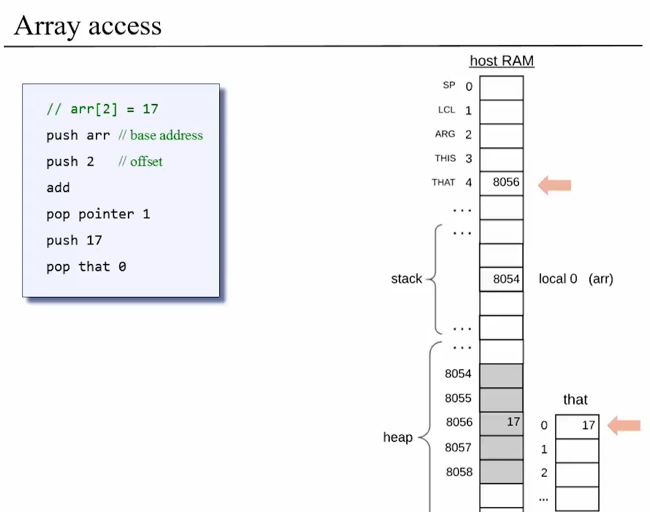 Array access
// arr[2] = 17
push arr // base address
push 2 // offset
add
pop pointer 1
push 17
pop that 0
host RAM
SP 0
LCL 1
ARG 2
THIS 3
THAT 4 8056
...
...
stack 8054 local 0 (arr)
...
...
8054
8055
that
8056 17 0 17
heap 8057 1
8058 2
...